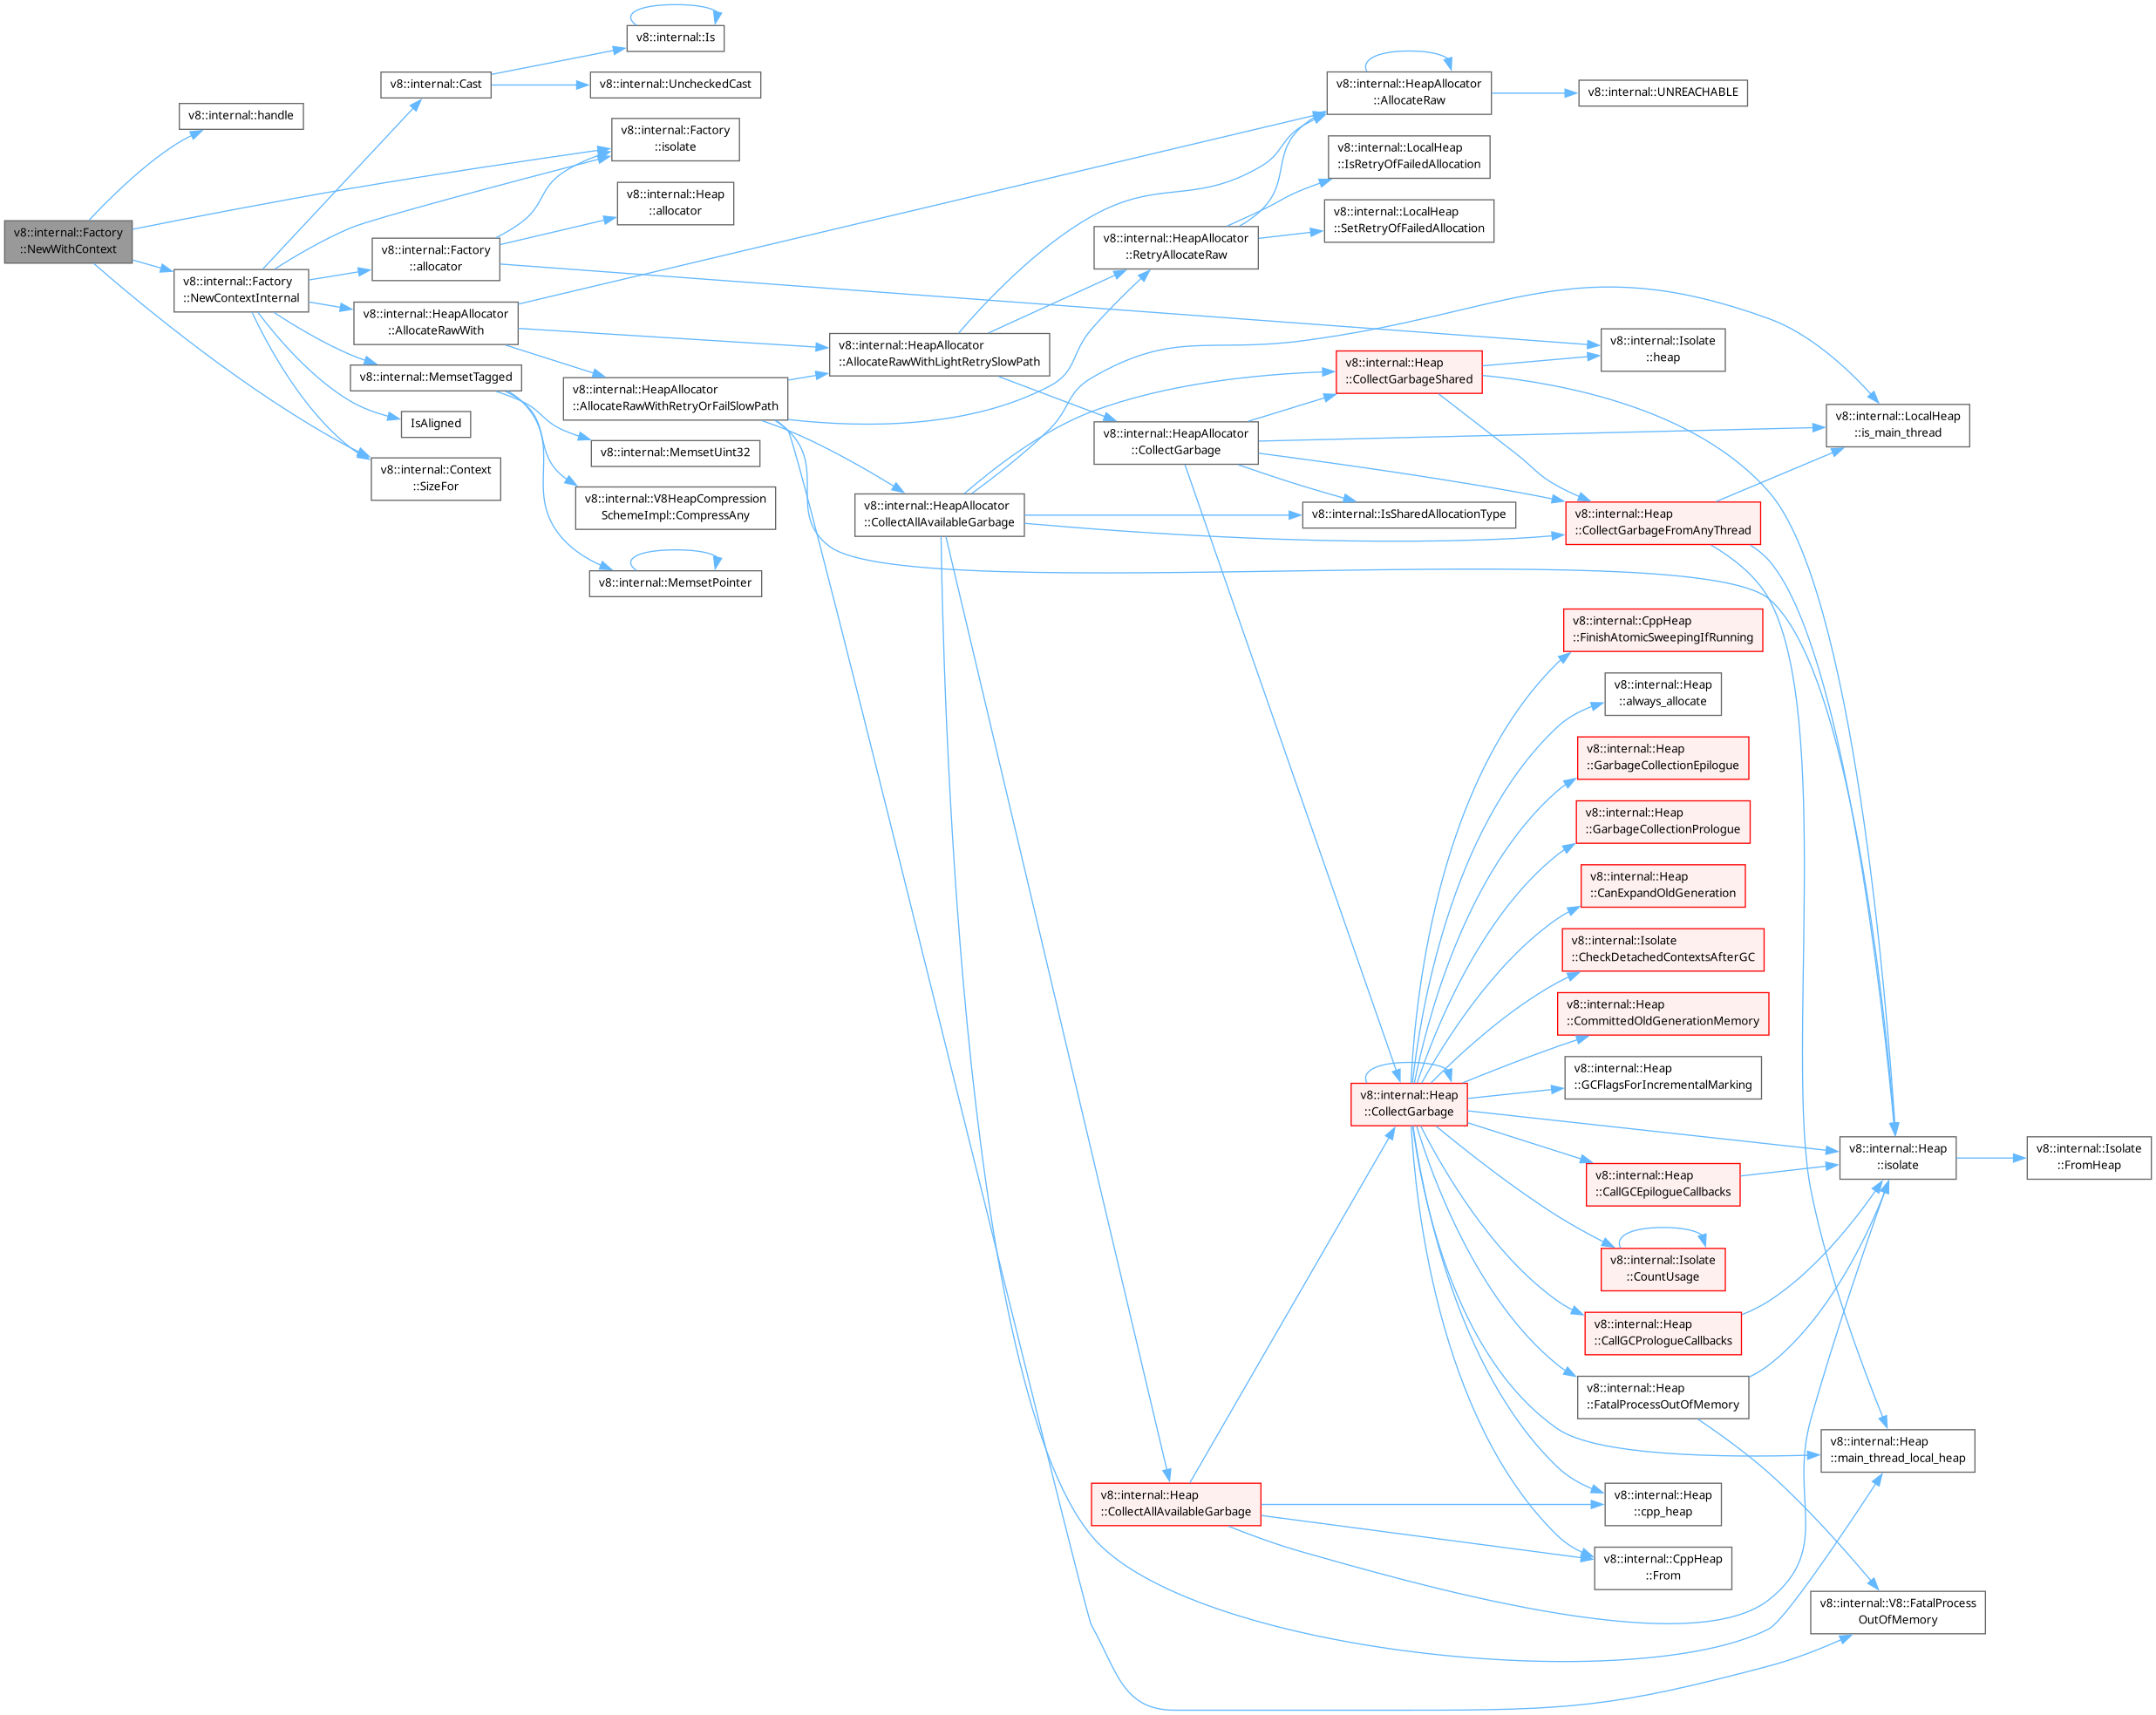 v8::internal::Factory
::NewWithContext
v8::internal::handle
v8::internal::Factory
::NewContextInternal
v8::internal::Cast
v8::internal::Factory
::allocator
v8::internal::HeapAllocator
::AllocateRawWith
v8::internal::MemsetTagged
IsAligned
v8::internal::Context
::SizeFor
v8::internal::Is
v8::internal::UncheckedCast
v8::internal::Factory
::isolate
v8::internal::Heap
::allocator
v8::internal::HeapAllocator
::AllocateRawWithRetryOrFailSlowPath
v8::internal::MemsetUint32
v8::internal::V8HeapCompression
SchemeImpl::CompressAny
v8::internal::MemsetPointer
v8::internal::HeapAllocator
::AllocateRawWithLightRetrySlowPath
v8::internal::HeapAllocator
::CollectAllAvailableGarbage
v8::internal::HeapAllocator
::RetryAllocateRaw
v8::internal::HeapAllocator
::CollectGarbage
v8::internal::Heap
::CollectAllAvailableGarbage
v8::internal::HeapAllocator
::AllocateRaw
v8::internal::LocalHeap
::IsRetryOfFailedAllocation
v8::internal::LocalHeap
::SetRetryOfFailedAllocation
v8::internal::Heap
::CollectGarbageShared
v8::internal::IsSharedAllocationType
v8::internal::Heap
::CollectGarbage
v8::internal::UNREACHABLE
v8::internal::Isolate
::heap
v8::internal::Heap
::CollectGarbageFromAnyThread
v8::internal::CppHeap
::FinishAtomicSweepingIfRunning
v8::internal::Heap
::always_allocate
v8::internal::Heap
::GarbageCollectionEpilogue
v8::internal::Heap
::GarbageCollectionPrologue
v8::internal::Heap
::CanExpandOldGeneration
v8::internal::Isolate
::CheckDetachedContextsAfterGC
v8::internal::Heap
::CommittedOldGenerationMemory
v8::internal::Heap
::GCFlagsForIncrementalMarking
v8::internal::Heap
::CallGCEpilogueCallbacks
v8::internal::Isolate
::CountUsage
v8::internal::Heap
::CallGCPrologueCallbacks
v8::internal::Heap
::FatalProcessOutOfMemory
v8::internal::Heap
::cpp_heap
v8::internal::CppHeap
::From
v8::internal::LocalHeap
::is_main_thread
v8::internal::Heap
::isolate
v8::internal::Heap
::main_thread_local_heap
v8::internal::V8::FatalProcess
OutOfMemory
v8::internal::Isolate
::FromHeap